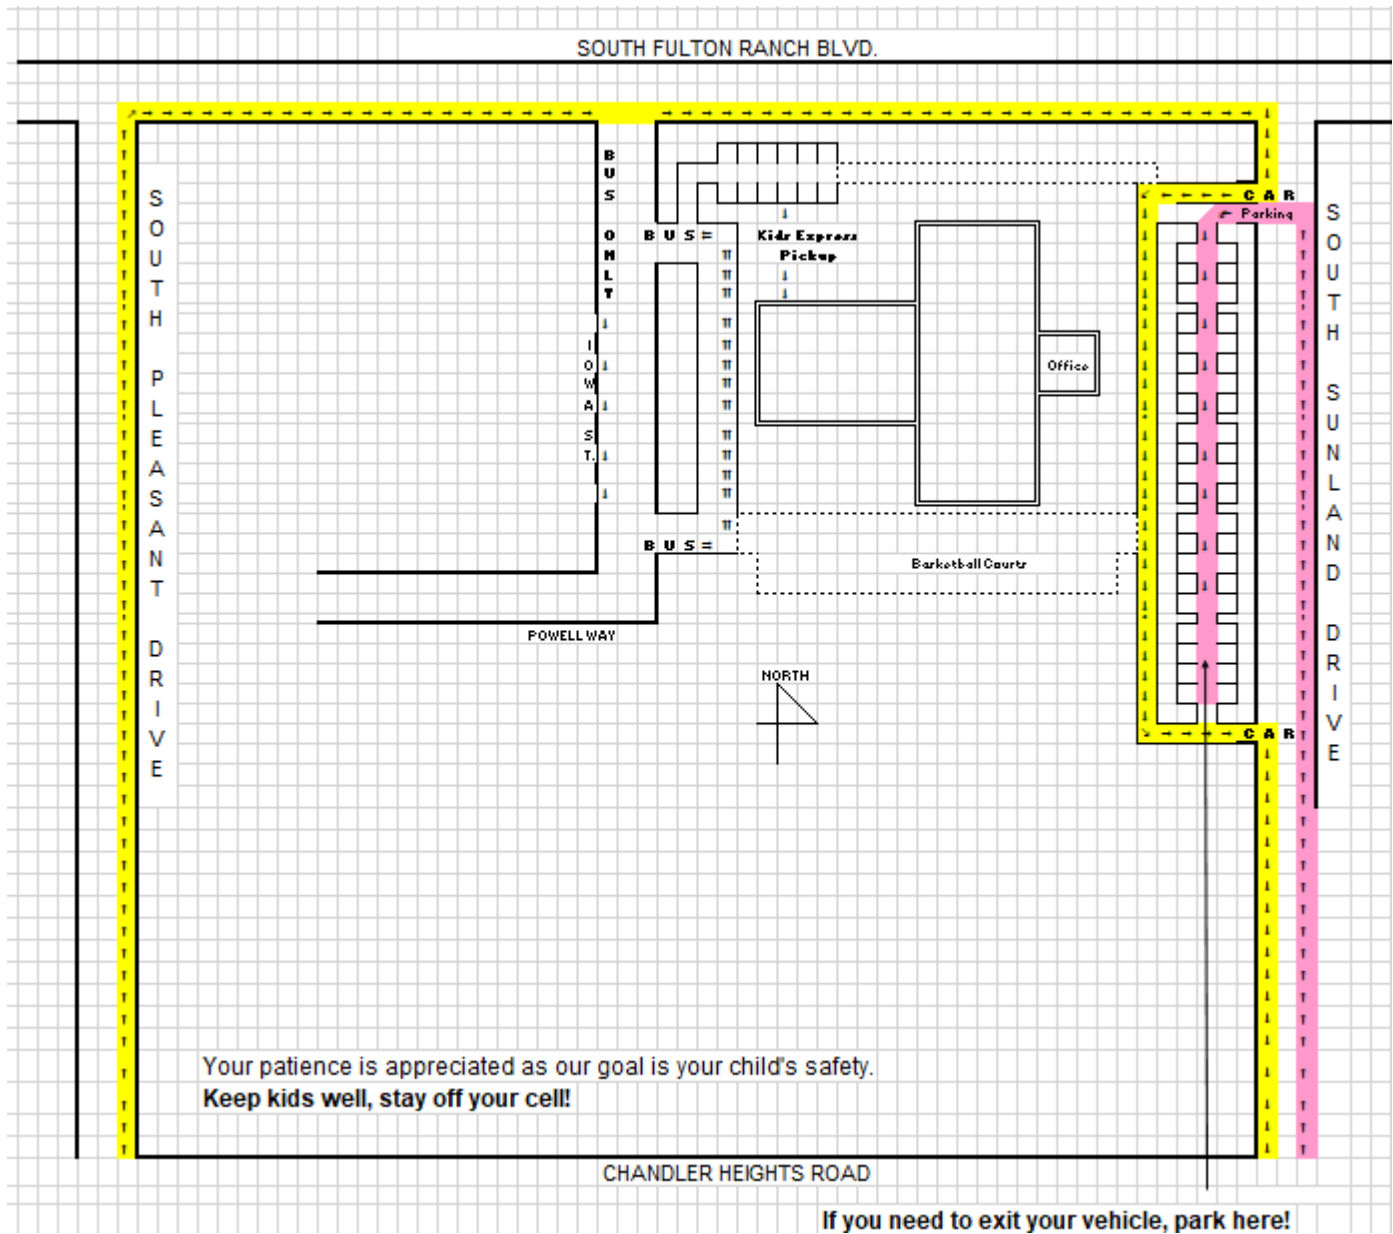 SOUTH FULTON RANCH BLVD.
BUS ONLY
SOUTH PLEASANT DRIVE
BUS
Kids Express
Pickup
CAR
Parking
SOUTH SUNLAND DRIVE
IOWA ST.
Office
BUS
Basketball Courts
POWELL WAY
NORTH
CAR
Your patience is appreciated as our goal is your child's safety.
Keep kids well, stay off your cell!
CHANDLER HEIGHTS ROAD
If you need to exit your vehicle, park here!